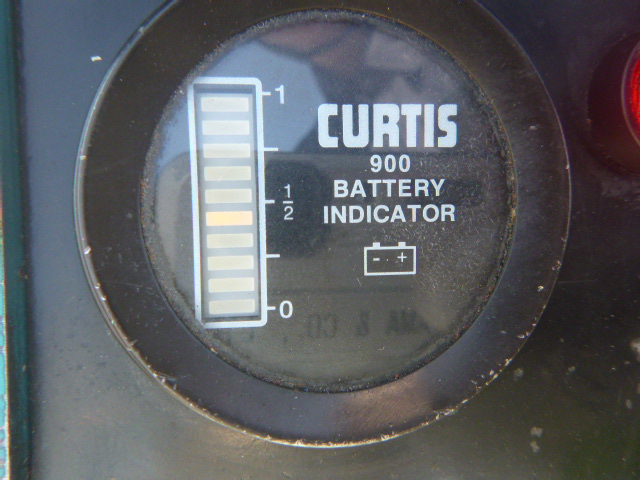 1
CURTIS
900
BATTERY
1/2
INDICATOR
- +
0